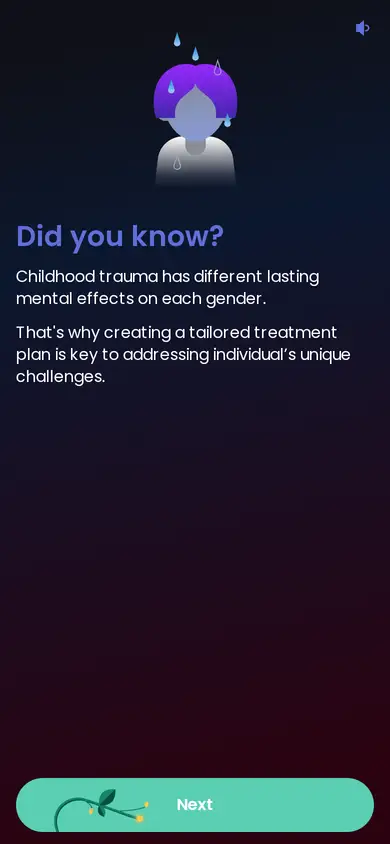 Did you know?
Childhood trauma has different lasting
mental effects on each gender.
That's why creating a tailored treatment
plan is key to addressing individual’s unique
challenges.
Next